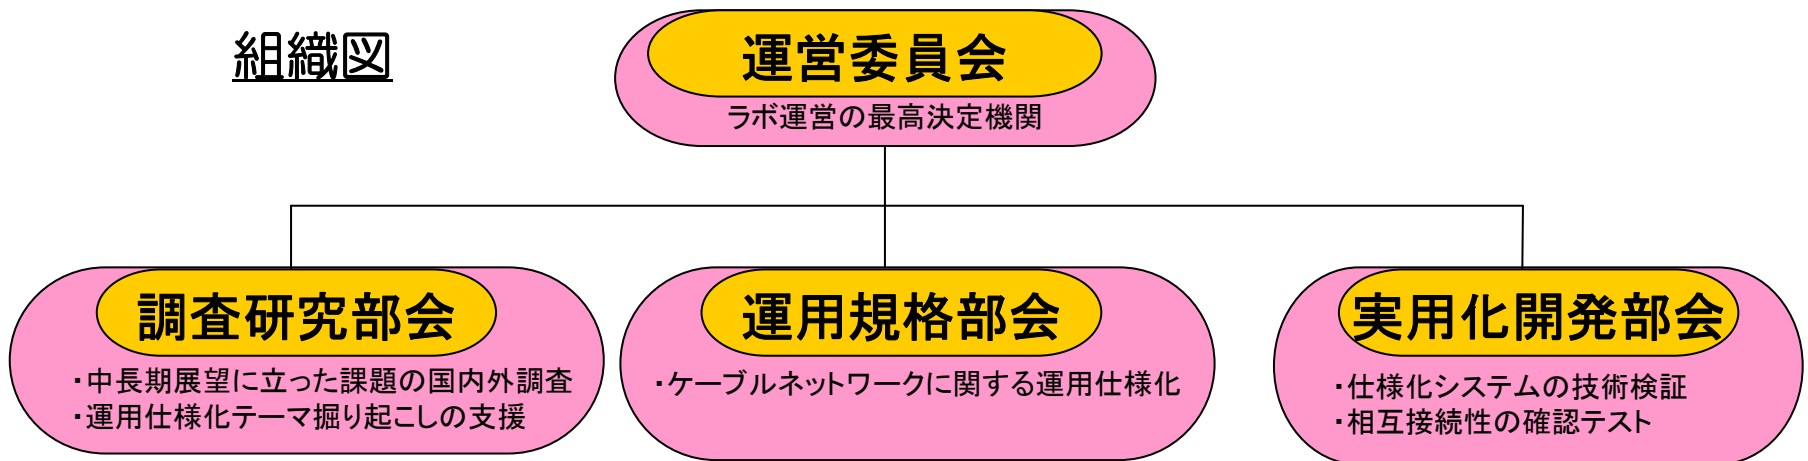 組織図
運営委員会
ラボ運営の最高決定機関
調査研究部会
・中長期展望に立った課題の国内外調査
・運用仕様化テーマ掘り起こしの支援
運用規格部会
・ケーブルネットワークに関する運用仕様化
実用化開発部会
・仕様化システムの技術検証
・相互接続性の確認テスト